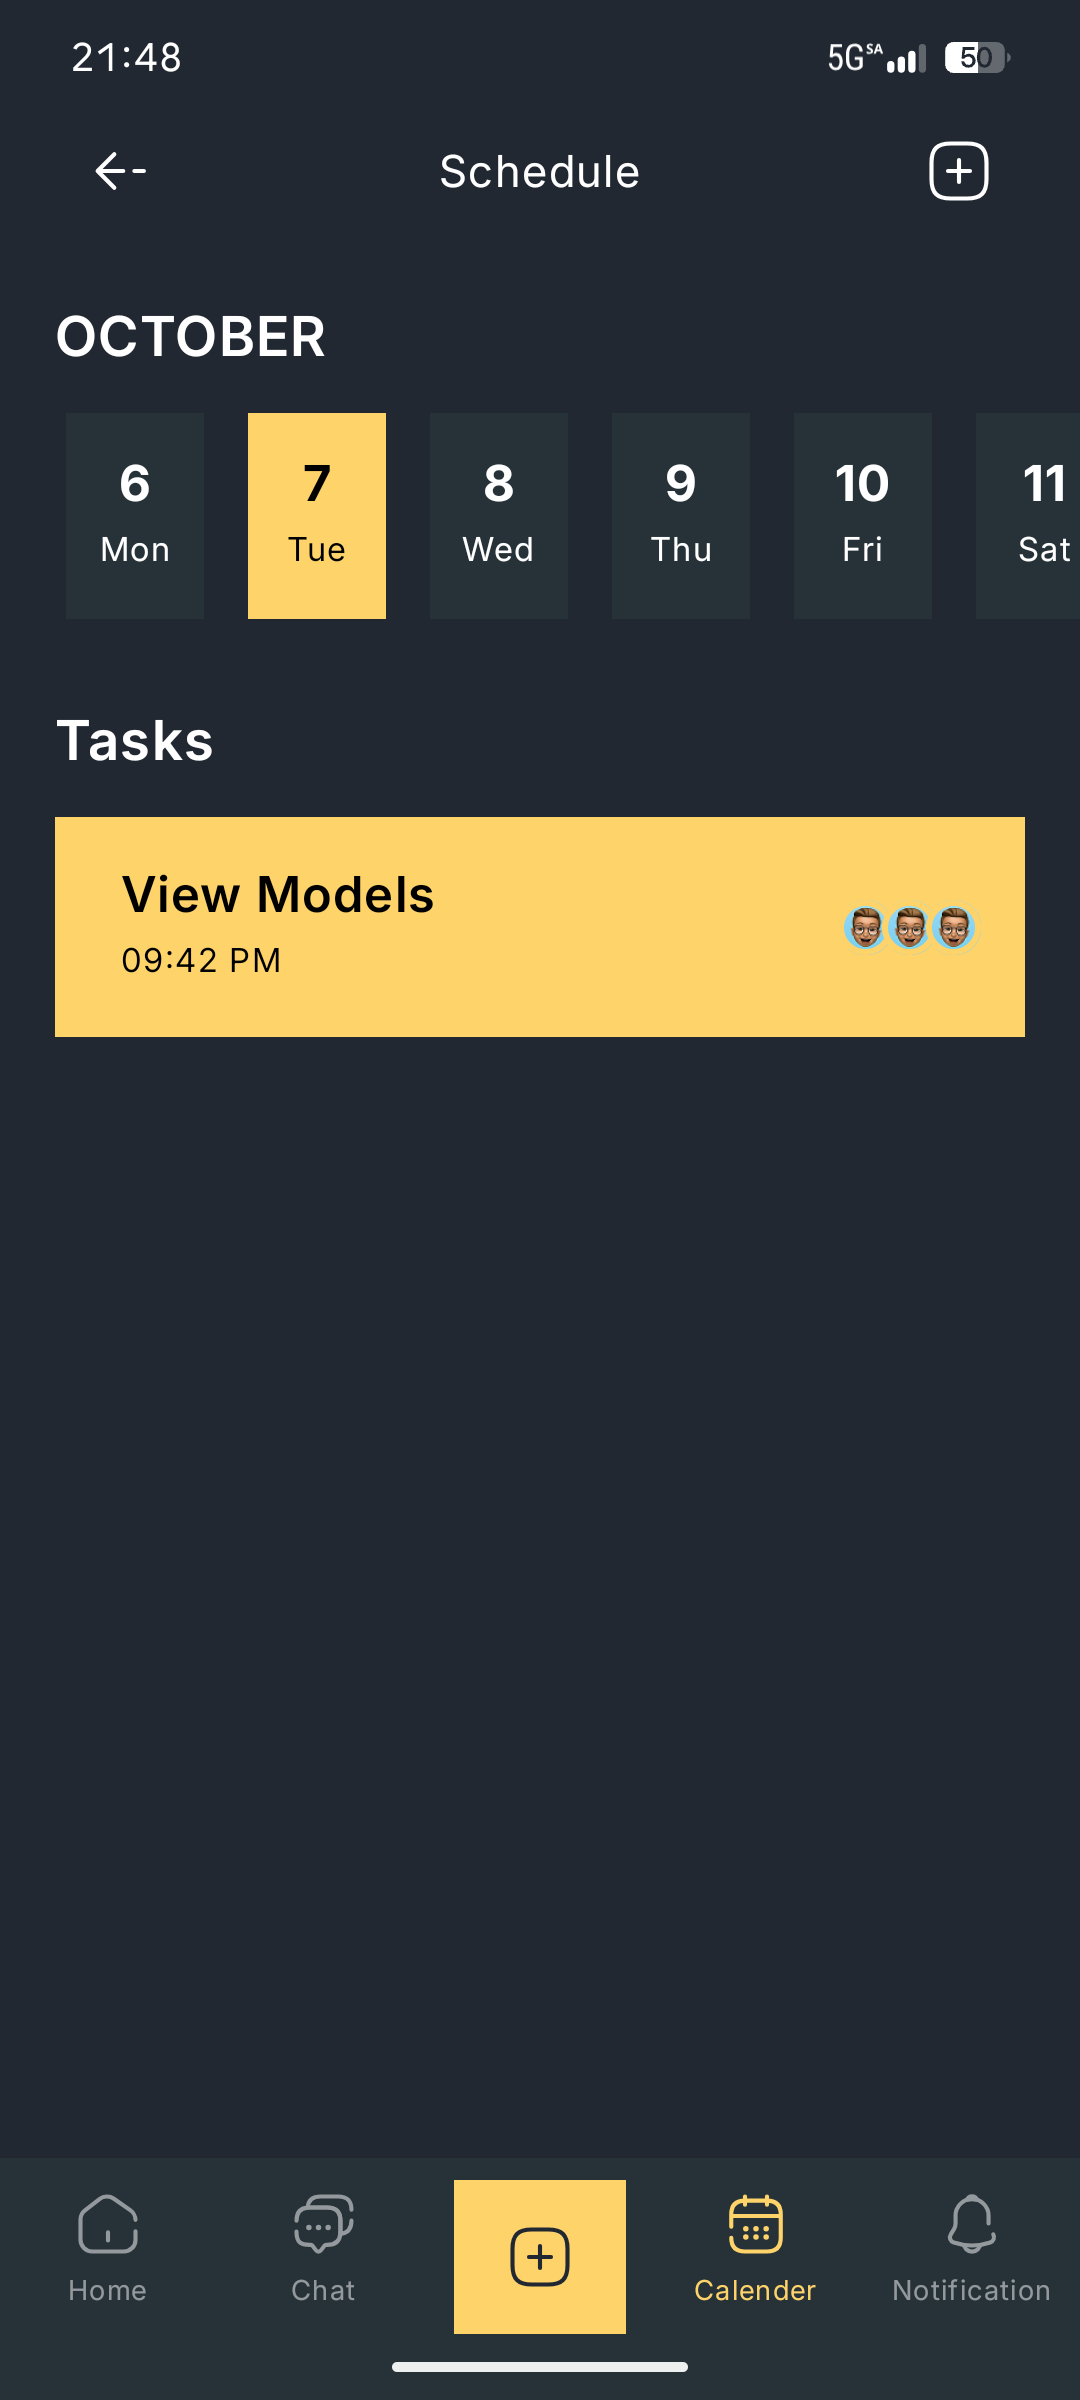 21:48
5G SA
50
Schedule
OCTOBER
6 7 8 9 10 11
Mon Tue Wed Thu Fri Sat
Tasks
View Models
09:42 PM
Home Chat Calender Notification